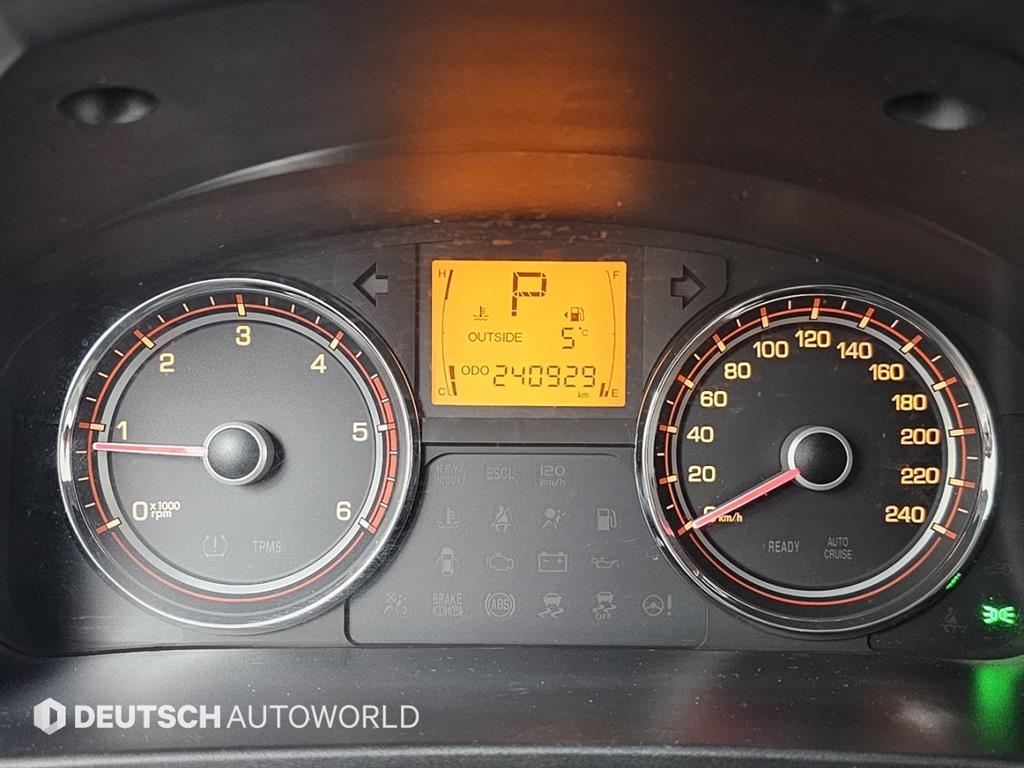 H F
P
OUTSIDE 5°C
ODO 240929
km
C E
0 1 2 3 4 5 6
x1000
rpm
TPMS
0 20 40 60 80 100 120 140 160 180 200 220 240
km/h
READY
AUTO
CRUISE
KEY
IN/OUT
ESCL
120
km/h
BRAKE
ABS
OFF
DEUTSCH AUTOWORLD